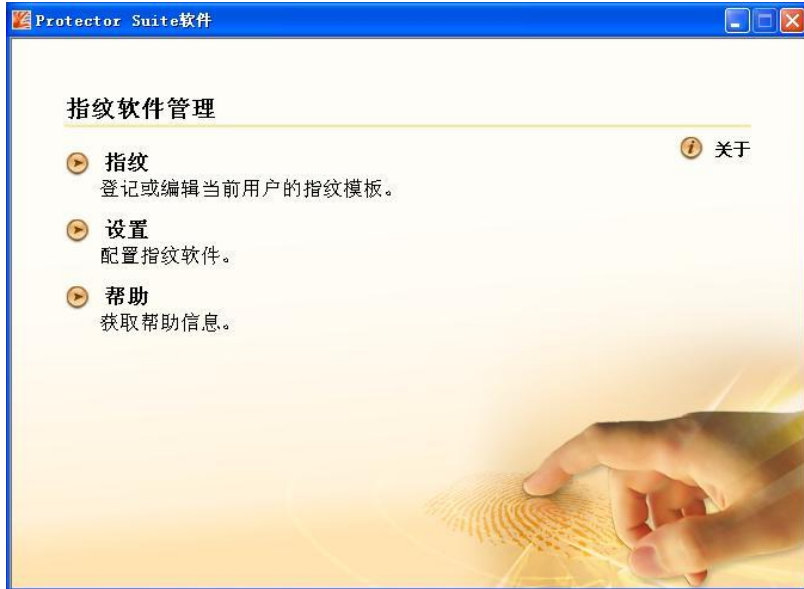 Protector Suite软件
指纹软件管理
关于
指纹
登记或编辑当前用户的指纹模板。
设置
配置指纹软件。
帮助
获取帮助信息。